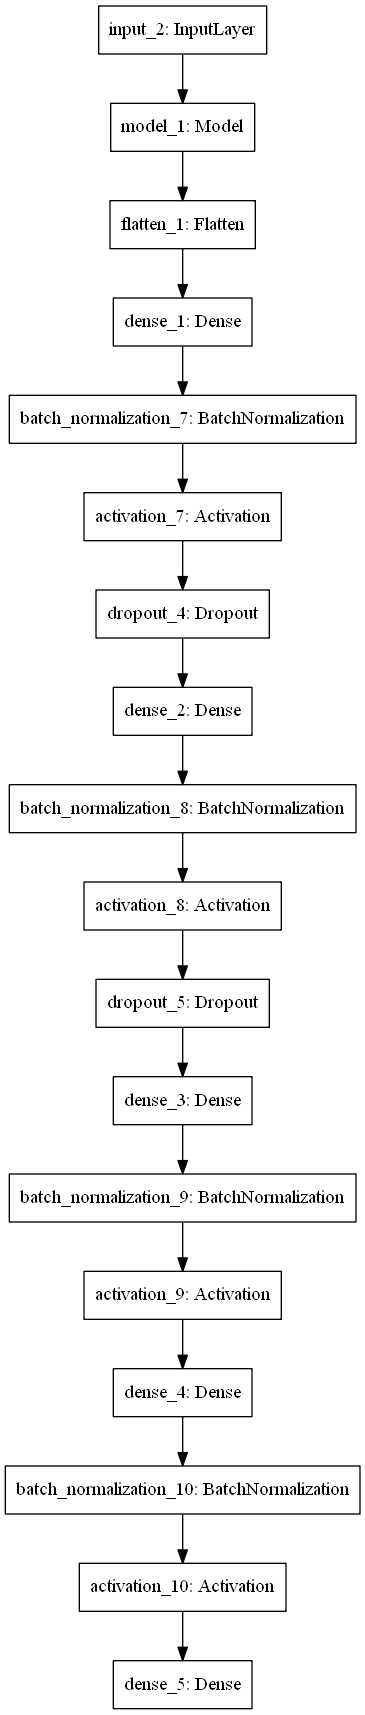 input_2: InputLayer
model_1: Model
flatten_1: Flatten
dense_1: Dense
batch_normalization_7: BatchNormalization
activation_7: Activation
dropout_4: Dropout
dense_2: Dense
batch_normalization_8: BatchNormalization
activation_8: Activation
dropout_5: Dropout
dense_3: Dense
batch_normalization_9: BatchNormalization
activation_9: Activation
dense_4: Dense
batch_normalization_10: BatchNormalization
activation_10: Activation
dense_5: Dense